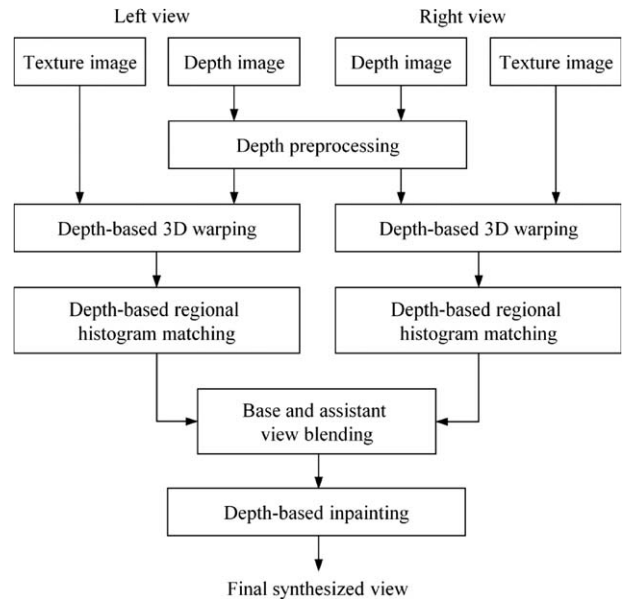 Left view
Right view
Texture image
Depth image
Depth image
Texture image
Depth preprocessing
Depth-based 3D warping
Depth-based 3D warping
Depth-based regional
histogram matching
Depth-based regional
histogram matching
Base and assistant
view blending
Depth-based inpainting
Final synthesized view